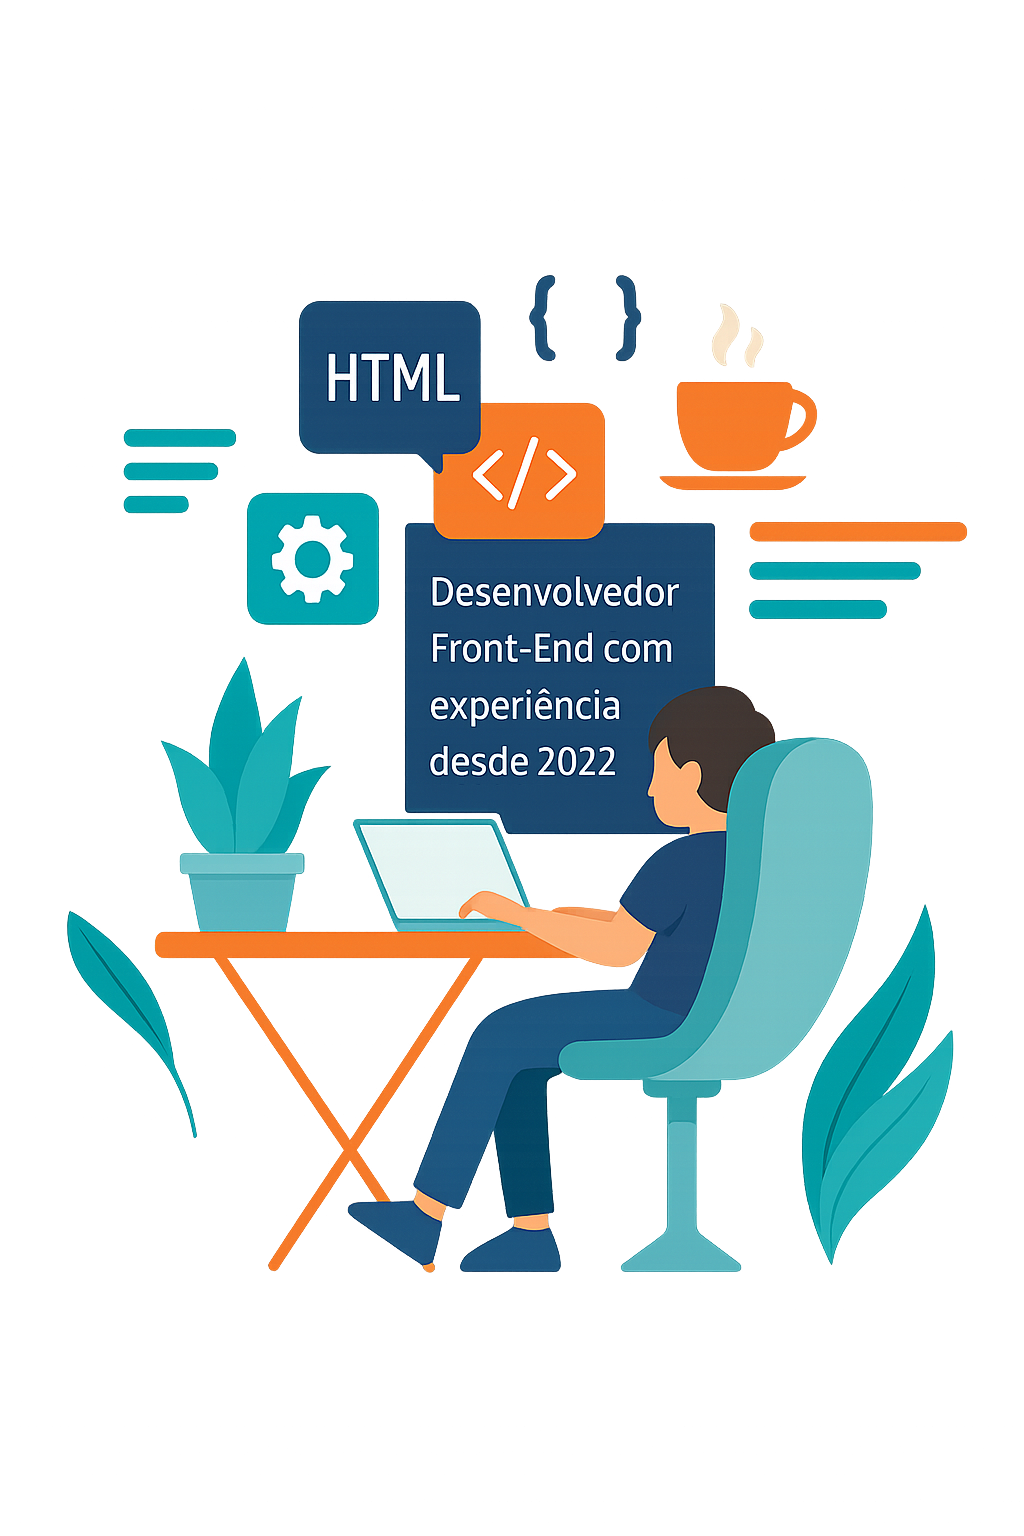 { }
HTML
</>
Desenvolvedor
Front-End com
experiência
desde 2022